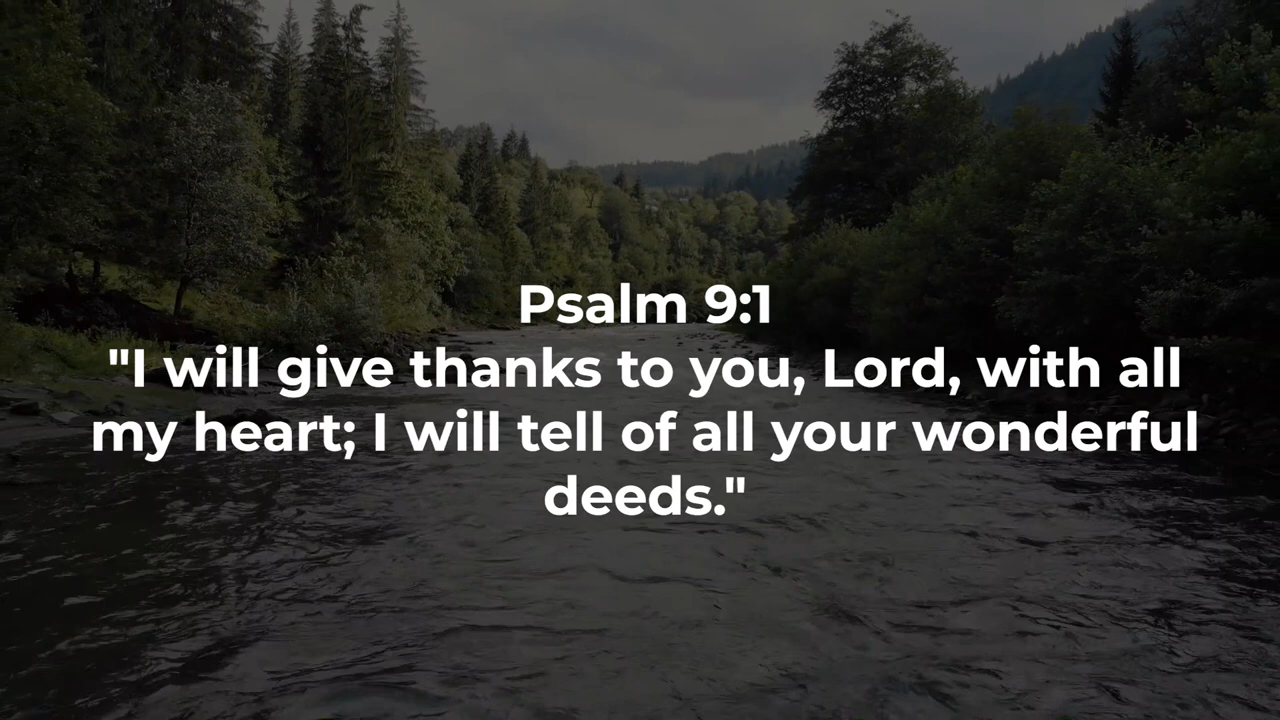 Psalm 9:1
"I will give thanks to you, Lord, with all
my heart; I will tell of all your wonderful
deeds."